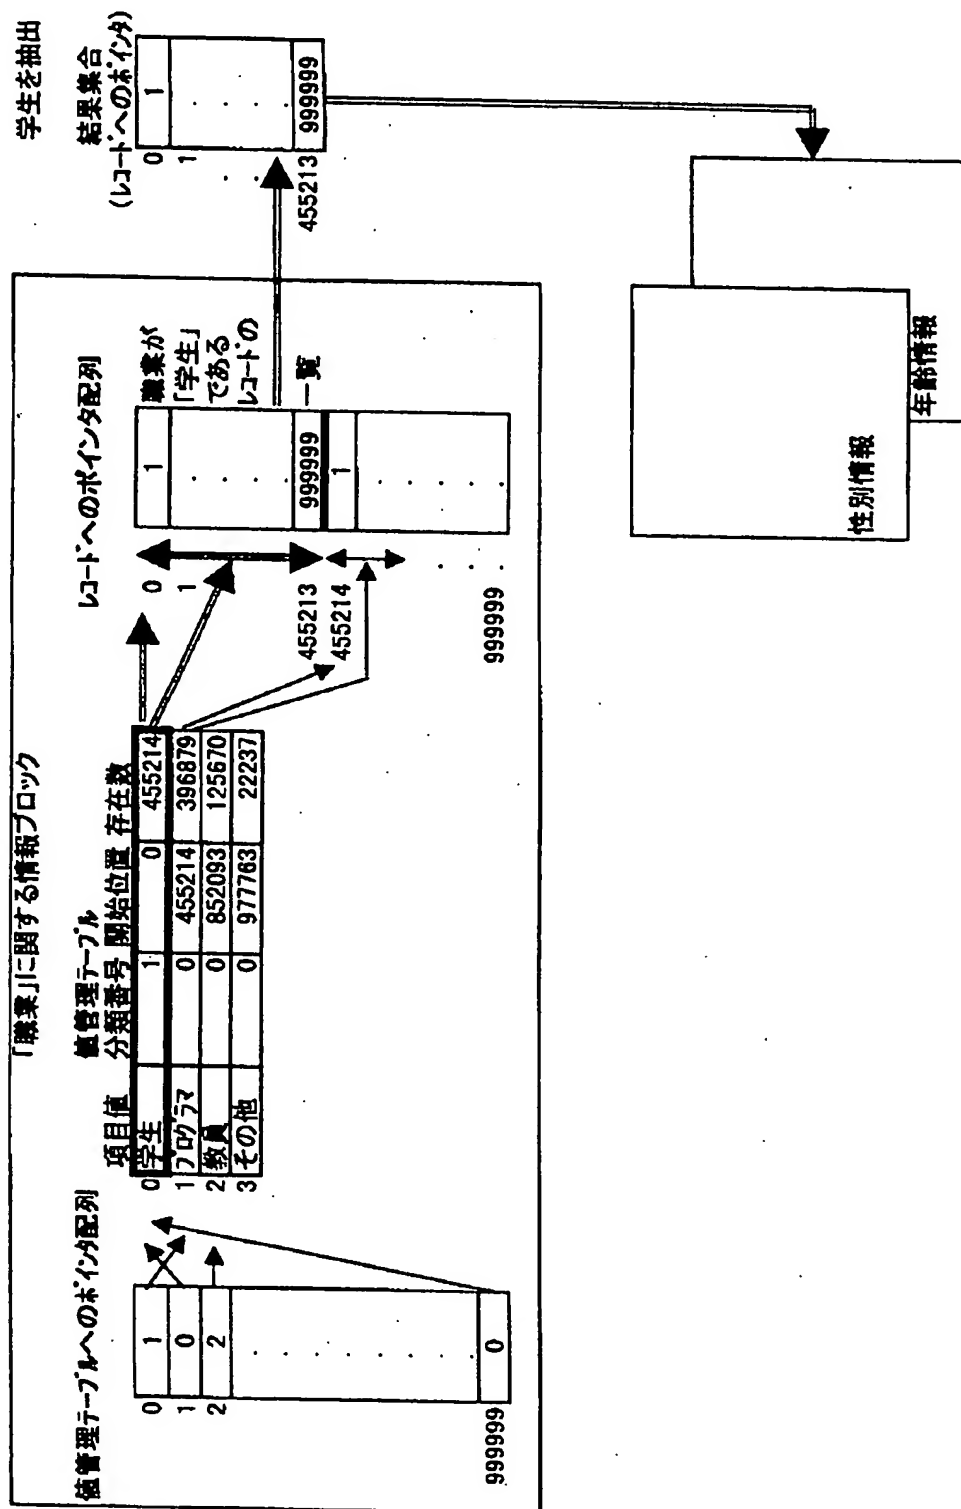 「職業」に関する情報ブロック
値管理テーブルへのポインタ配列
0 1
1 0
2 2
999999 0
値管理テーブル
項目値 分類番号 開始位置 存在数
0 学生 1 0 455214
1 プログラマ 0 455214 396879
2 教員 0 852093 125670
3 その他 0 977763 22237
レコードへのポインタ配列
0 1
1
455213 999999
455214 1
999999
職業が
「学生」
である
レコードの
一覧
学生を抽出
結果集合
(レコードへのポインタ)
0 1
1
455213 999999
性別情報
年齢情報